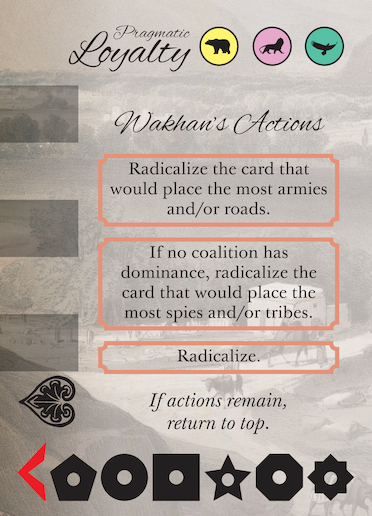 Pragmatic
Loyalty
Wakhan's Actions
Radicalize the card that
would place the most armies
and/or roads.
If no coalition has
dominance, radicalize the
card that would place the
most spies and/or tribes.
Radicalize.
If actions remain,
return to top.